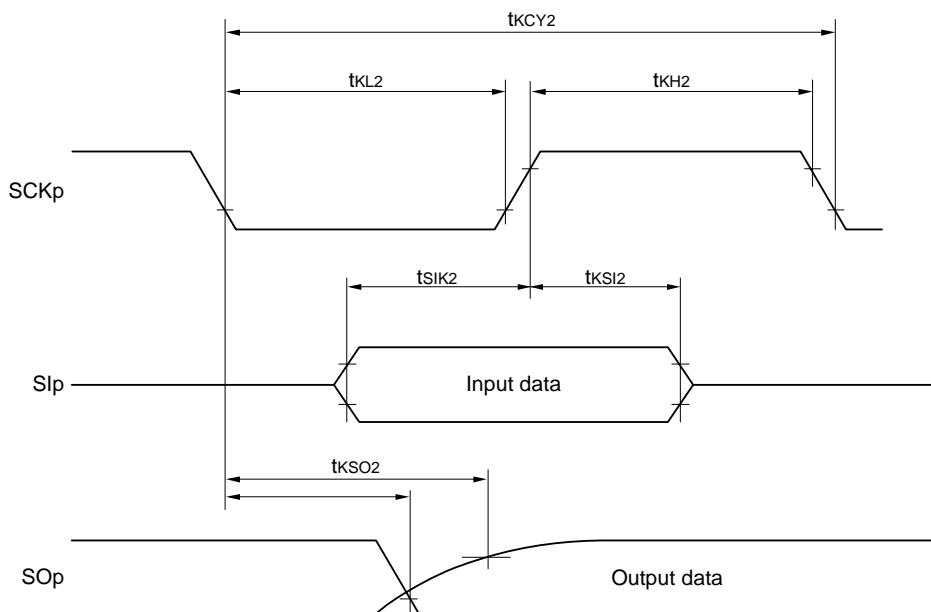 tKCY2
tKL2
tKH2
SCKp
tSIK2
tKSI2
SIp
Input data
tKSO2
SOp
Output data